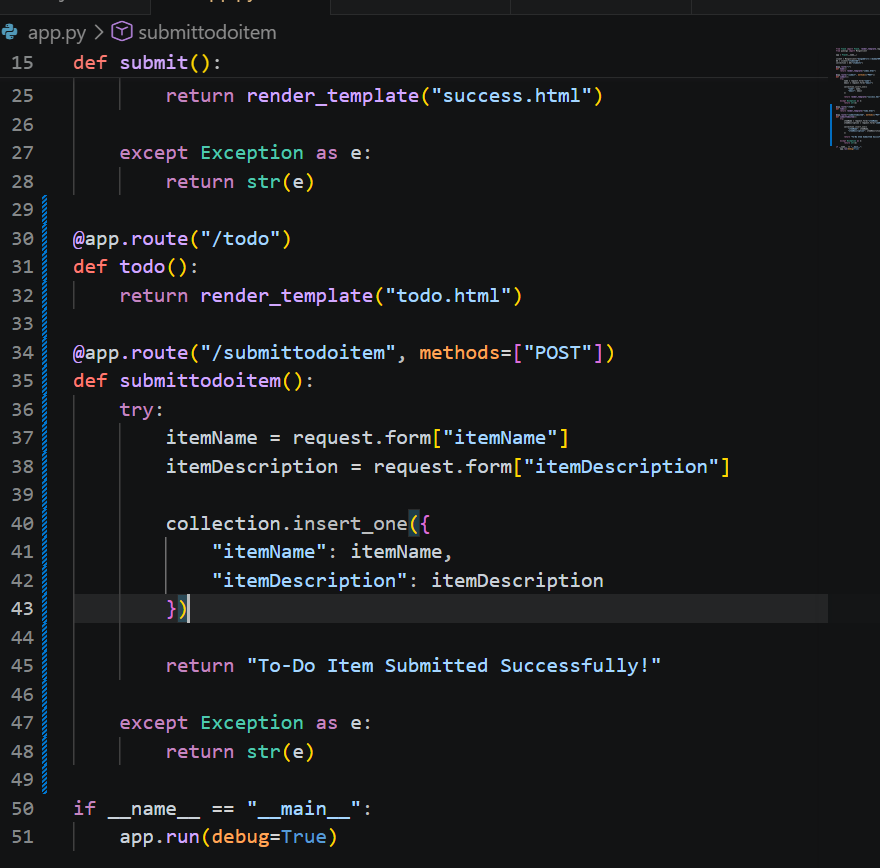 app.py > submittodoitem
15 def submit():
25         return render_template("success.html")
26
27     except Exception as e:
28         return str(e)
29
30 @app.route("/todo")
31 def todo():
32     return render_template("todo.html")
33
34 @app.route("/submittodoitem", methods=["POST"])
35 def submittodoitem():
36     try:
37         itemName = request.form["itemName"]
38         itemDescription = request.form["itemDescription"]
39
40         collection.insert_one({
41             "itemName": itemName,
42             "itemDescription": itemDescription
43         })
44
45         return "To-Do Item Submitted Successfully!"
46
47     except Exception as e:
48         return str(e)
49
50 if __name__ == "__main__":
51     app.run(debug=True)